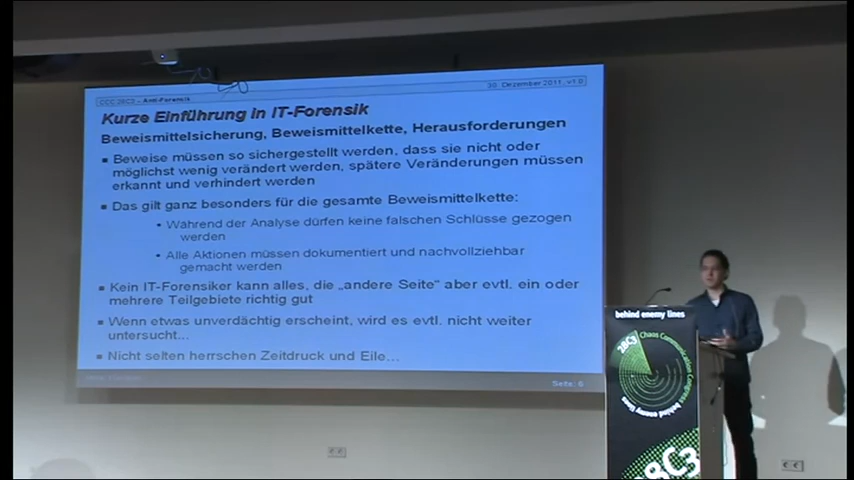 CCC 28C3 – Anti-Forensik
30. Dezember 2011, v1.0
Kurze Einführung in IT-Forensik
Beweismittelsicherung, Beweismittelkette, Herausforderungen
Beweise müssen so sichergestellt werden, dass sie nicht oder
möglichst wenig verändert werden, spätere Veränderungen müssen
erkannt und verhindert werden
Das gilt ganz besonders für die gesamte Beweismittelkette:
Während der Analyse dürfen keine falschen Schlüsse gezogen
werden
Alle Aktionen müssen dokumentiert und nachvollziehbar
gemacht werden
Kein IT-Forensiker kann alles, die „andere Seite“ aber evtl. ein oder
mehrere Teilgebiete richtig gut
Wenn etwas unverdächtig erscheint, wird es evtl. nicht weiter
untersucht...
Nicht selten herrschen Zeitdruck und Eile...
Seite: 6
behind enemy lines
28C3
Chaos Communication Congress
behind enemy lines
28C3